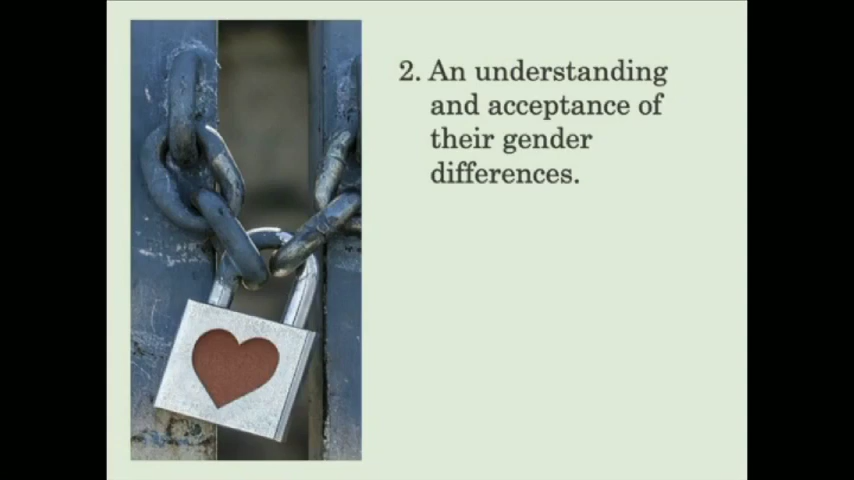 2. An understanding
and acceptance of
their gender
differences.